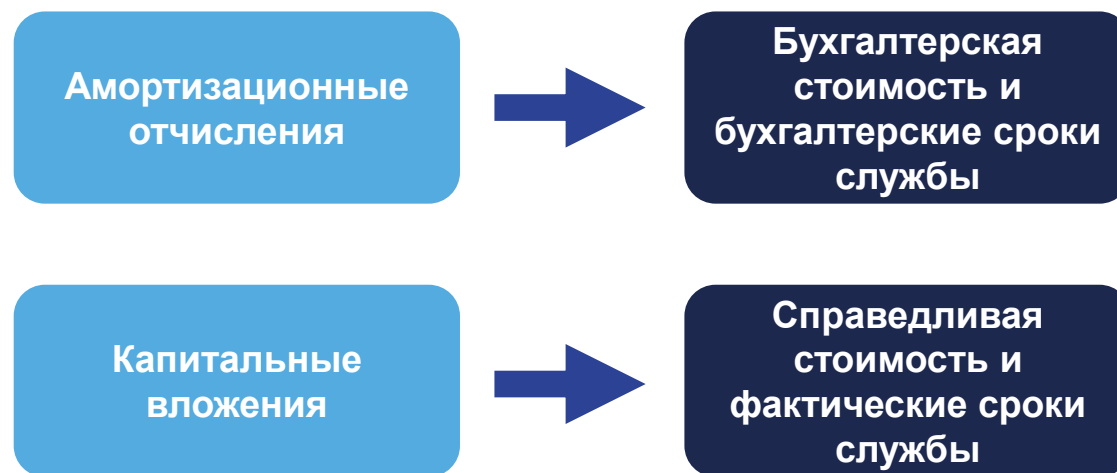 Амортизационные
отчисления
Бухгалтерская
стоимость и
бухгалтерские сроки
службы
Капитальные
вложения
Справедливая
стоимость и
фактические сроки
службы